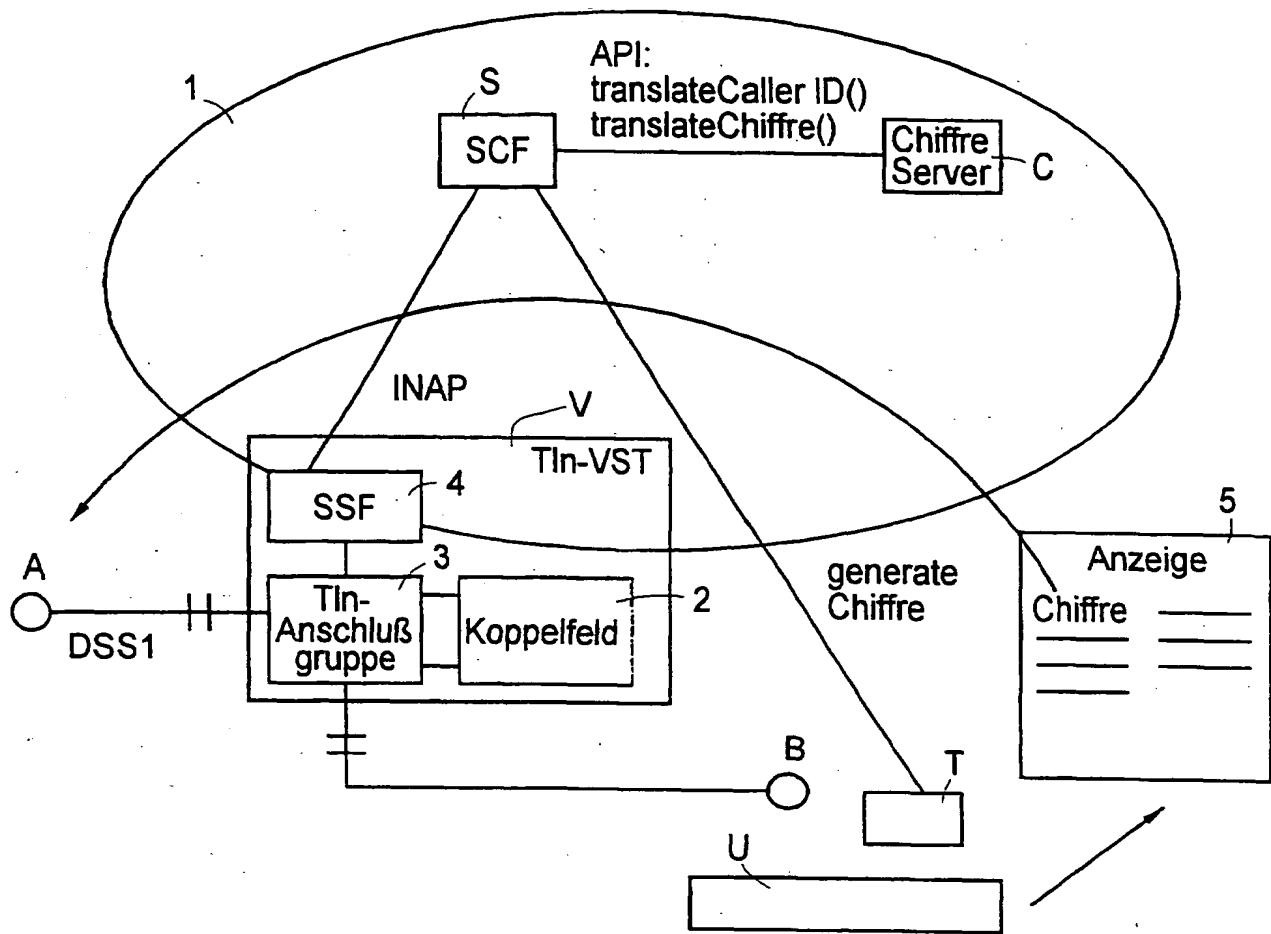 1
S
SCF
API:
translateCaller ID()
translateChiffre()
Chiffre
Server
C
INAP
V
Tln-VST
SSF
4
A
DSS1
3
Tln-
Anschluß
gruppe
2
Koppelfeld
generate
Chiffre
5
Anzeige
Chiffre
B
T
U